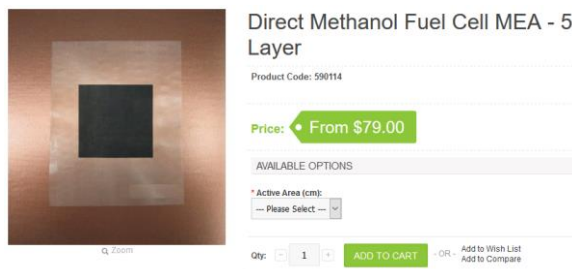 Direct Methanol Fuel Cell MEA - 5
Layer
Product Code: 590114
Price: From $79.00
AVAILABLE OPTIONS
* Active Area (cm):
--- Please Select ---
Zoom
Qty: - 1 + ADD TO CART - OR - Add to Wish List
Add to Compare